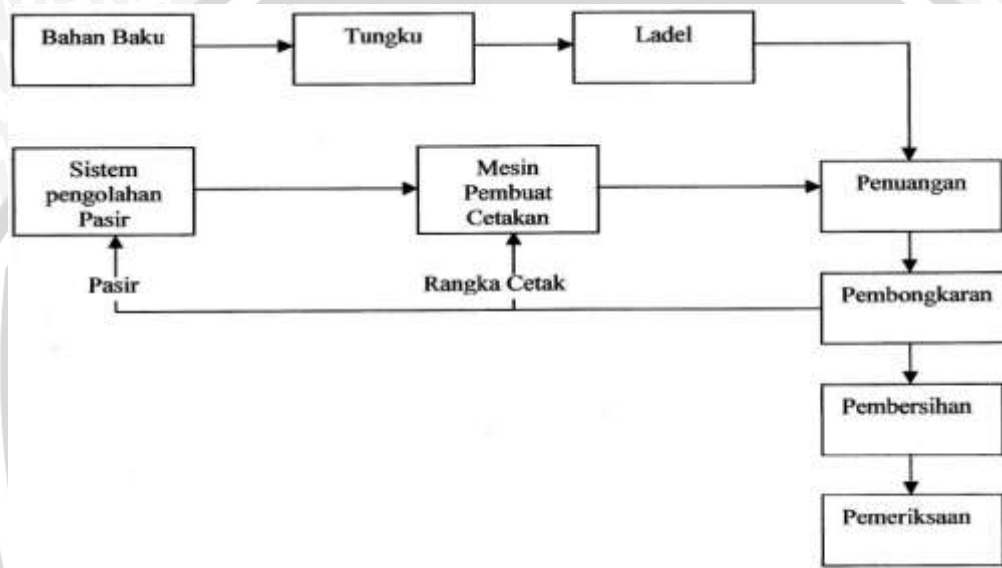 Bahan Baku
Tungku
Ladel
Sistem
pengolahan
Pasir
Mesin
Pembuat
Cetakan
Penuangan
Pasir
Rangka Cetak
Pembongkaran
Pembersihan
Pemeriksaan